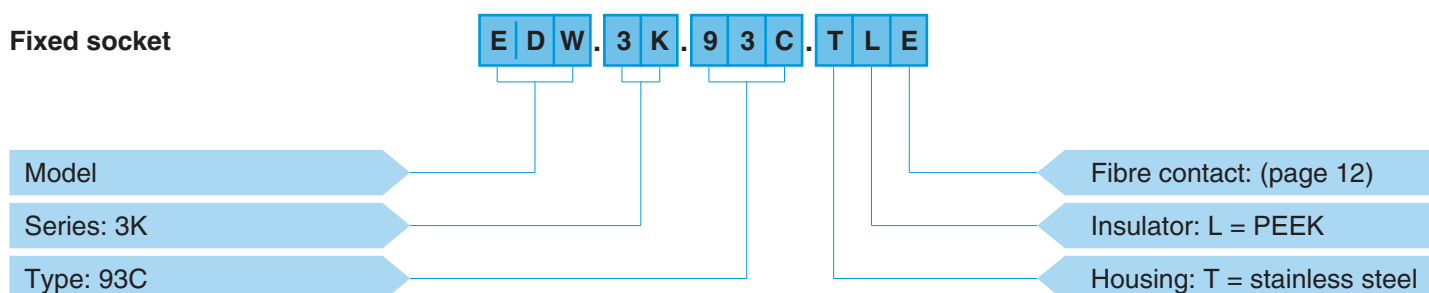 Fixed socket
E D W . 3 K . 9 3 C . T L E
Model
Fibre contact: (page 12)
Series: 3K
Insulator: L = PEEK
Type: 93C
Housing: T = stainless steel